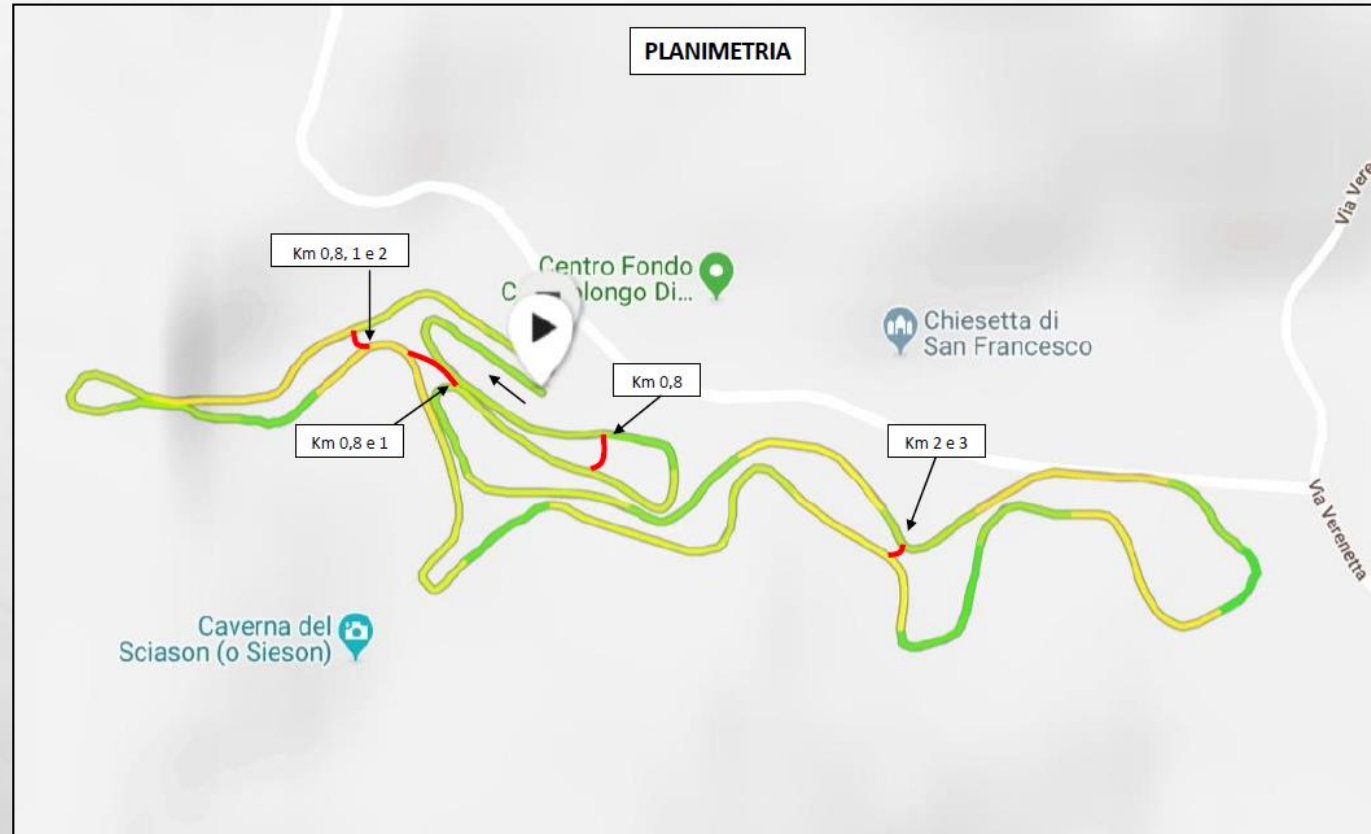 PLANIMETRIA
Via Vere
Km 0,8, 1 e 2
Centro Fondo
C olongo Di...
Chiesetta di
San Francesco
Km 0,8
Km 0,8 e 1
Km 2 e 3
Via Verenetta
Caverna del
Sciason (o Sieson)